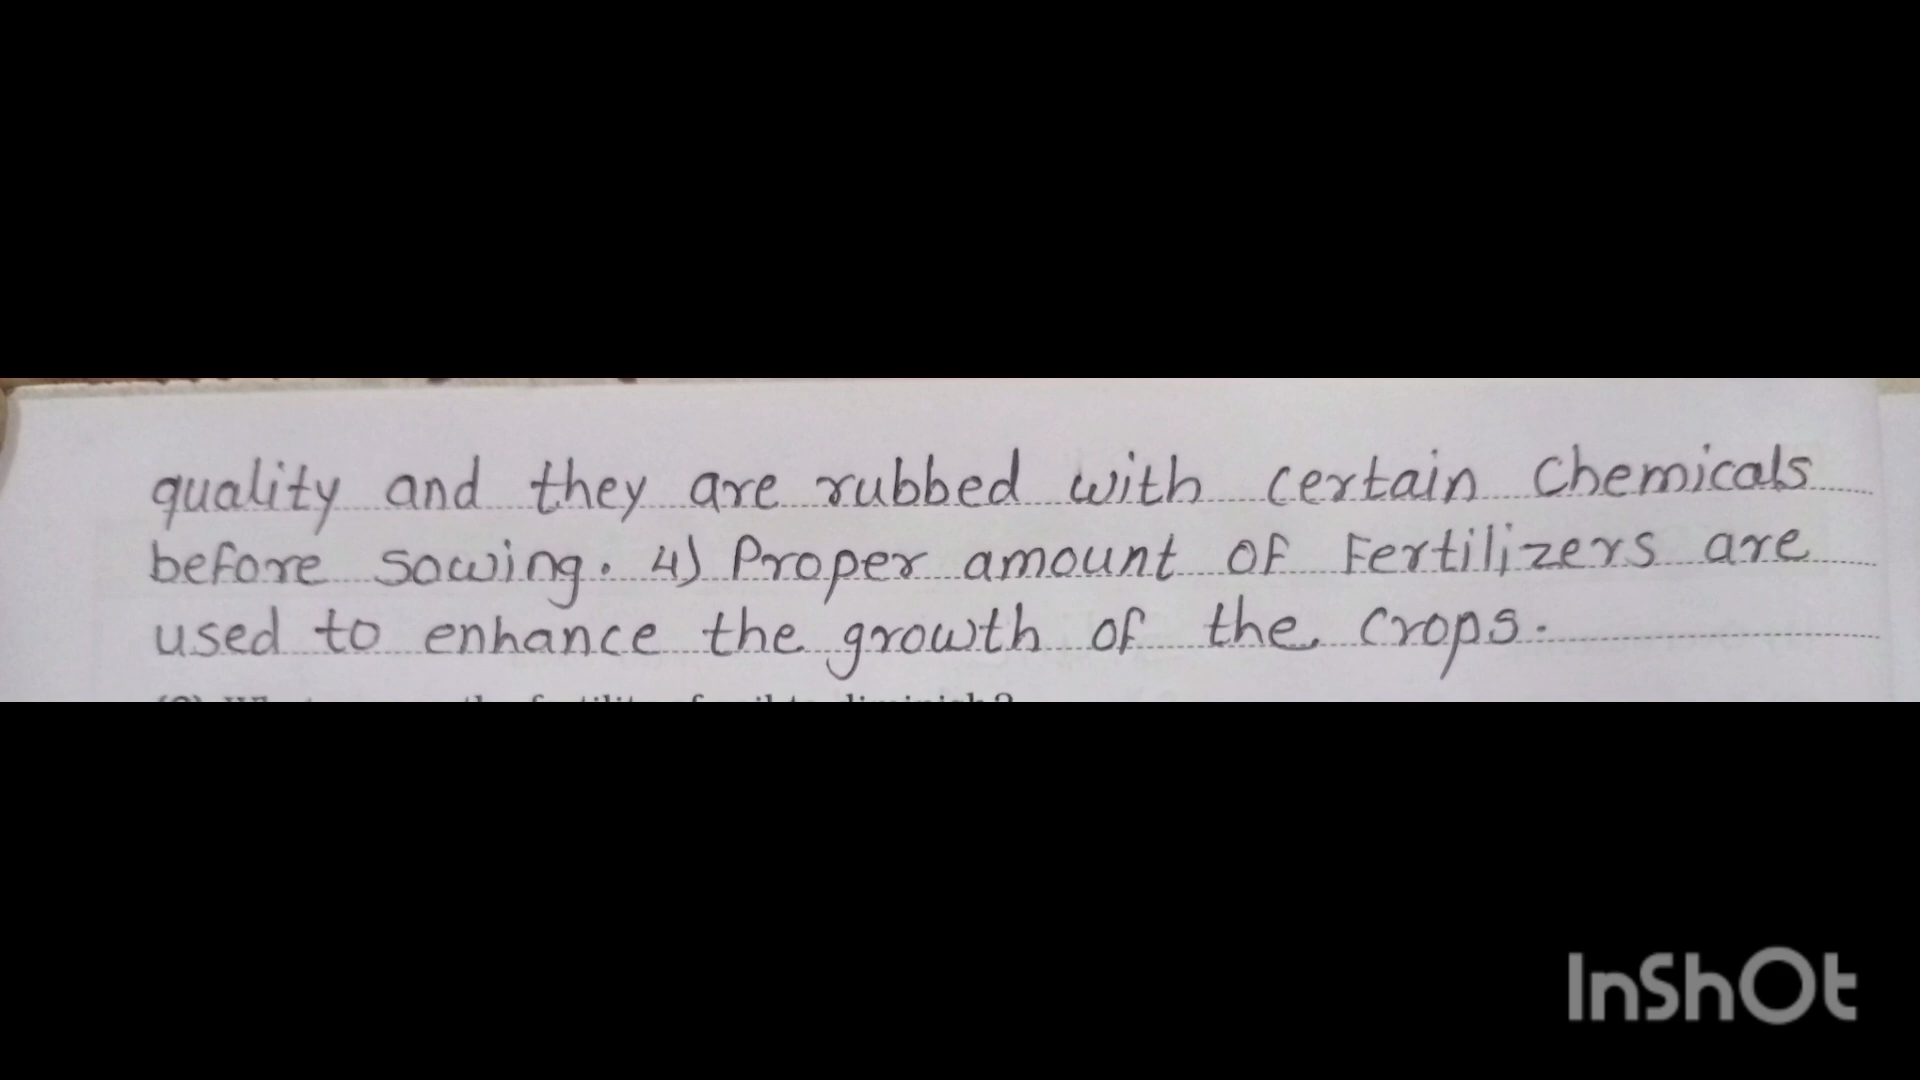 quality and they are rubbed with certain Chemicals
before sowing. 4) Proper amount of Fertilizers are
used to enhance the growth of the crops.
InShOt